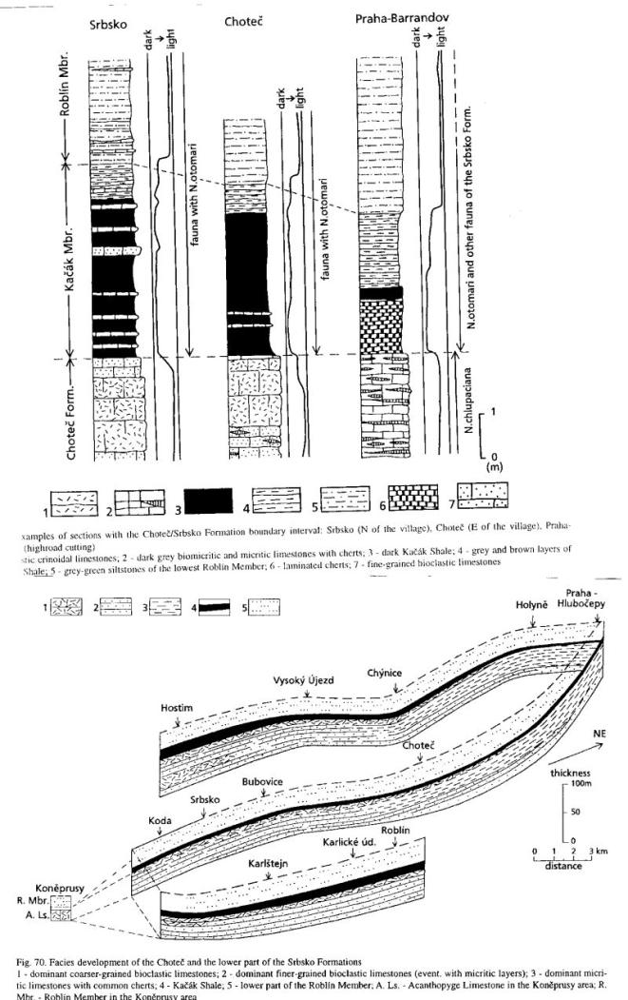 Srbsko
Choteč
Praha-Barrandov
dark → light
dark → light
dark → light
Roblín Mbr.
Kačák Mbr.
Choteč Form.
fauna with N.otomari
fauna with N.otomari
N.otomari and other fauna of the Srbsko Form.
N.chlupaciana
1
0
(m)
1
2
3
4
5
6
7
xamples of sections with the Choteč/Srbsko Formation boundary interval: Srbsko (N of the village), Choteč (E of the village), Praha-
(highroad cutting)
stic crinoidal limestones; 2 - dark grey biomicritic and micritic limestones with cherts; 3 - dark Kačák Shale; 4 - grey and brown layers of
Shale; 5 - grey-green siltstones of the lowest Roblín Member; 6 - laminated cherts; 7 - fine-grained bioclastic limestones
1
2
3
4
5
Praha -
Hlubočepy
Holyně
Chýnice
Vysoký Újezd
Hostim
NE
Choteč
thickness
100m
50
0
Bubovice
Srbsko
Koda
Roblín
Karlické úd.
Karlštejn
0 1 2 3 km
distance
Koněprusy
R. Mbr.
A. Ls.
Fig. 70. Facies development of the Choteč and the lower part of the Srbsko Formations
1 - dominant coarser-grained bioclastic limestones; 2 - dominant finer-grained bioclastic limestones (event. with micritic layers); 3 - dominant micri-
tic limestones with common cherts; 4 - Kačák Shale; 5 - lower part of the Roblín Member; A. Ls. - Acanthopyge Limestone in the Koněprusy area; R.
Mbr. - Roblín Member in the Koněprusy area